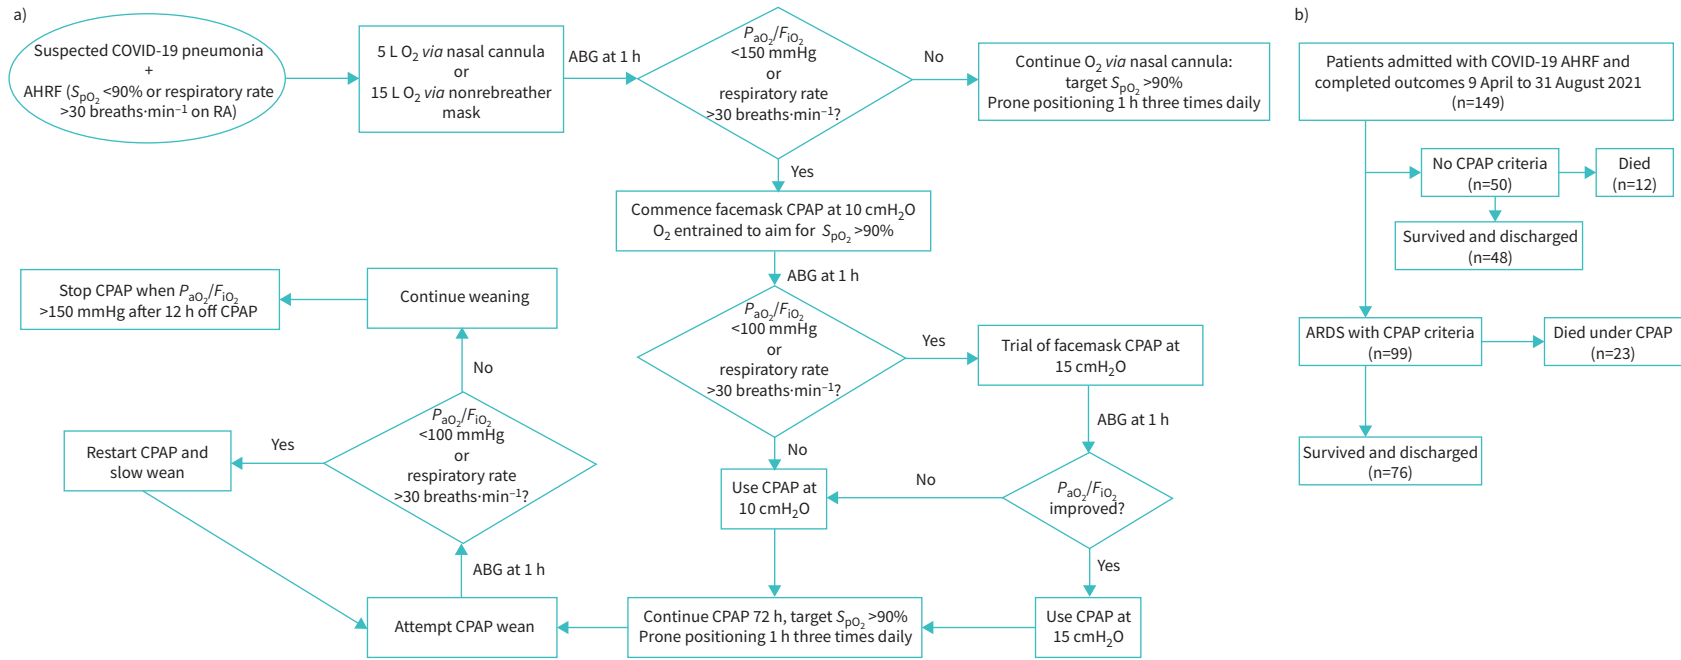 a)
Suspected COVID-19 pneumonia
+
AHRF (SpO₂ <90% or respiratory rate
>30 breaths·min⁻¹ on RA)
5 L O₂ via nasal cannula
or
15 L O₂ via nonrebreather
mask
ABG at 1 h
PaO₂/FiO₂
<150 mmHg
or
respiratory rate
>30 breaths·min⁻¹?
No
Continue O₂ via nasal cannula:
target SpO₂ >90%
Prone positioning 1 h three times daily
Yes
Commence facemask CPAP at 10 cmH₂O
O₂ entrained to aim for SpO₂ >90%
ABG at 1 h
PaO₂/FiO₂
<100 mmHg
or
respiratory rate
>30 breaths·min⁻¹?
Yes
Trial of facemask CPAP at
15 cmH₂O
ABG at 1 h
No
PaO₂/FiO₂
improved?
No
Use CPAP at
10 cmH₂O
Yes
Use CPAP at
15 cmH₂O
Continue CPAP 72 h, target SpO₂ >90%
Prone positioning 1 h three times daily
Attempt CPAP wean
ABG at 1 h
PaO₂/FiO₂
<100 mmHg
or
respiratory rate
>30 breaths·min⁻¹?
Yes
Restart CPAP and
slow wean
No
Continue weaning
Stop CPAP when PaO₂/FiO₂
>150 mmHg after 12 h off CPAP
b)
Patients admitted with COVID-19 AHRF and
completed outcomes 9 April to 31 August 2021
(n=149)
No CPAP criteria
(n=50)
Died
(n=12)
Survived and discharged
(n=48)
ARDS with CPAP criteria
(n=99)
Died under CPAP
(n=23)
Survived and discharged
(n=76)